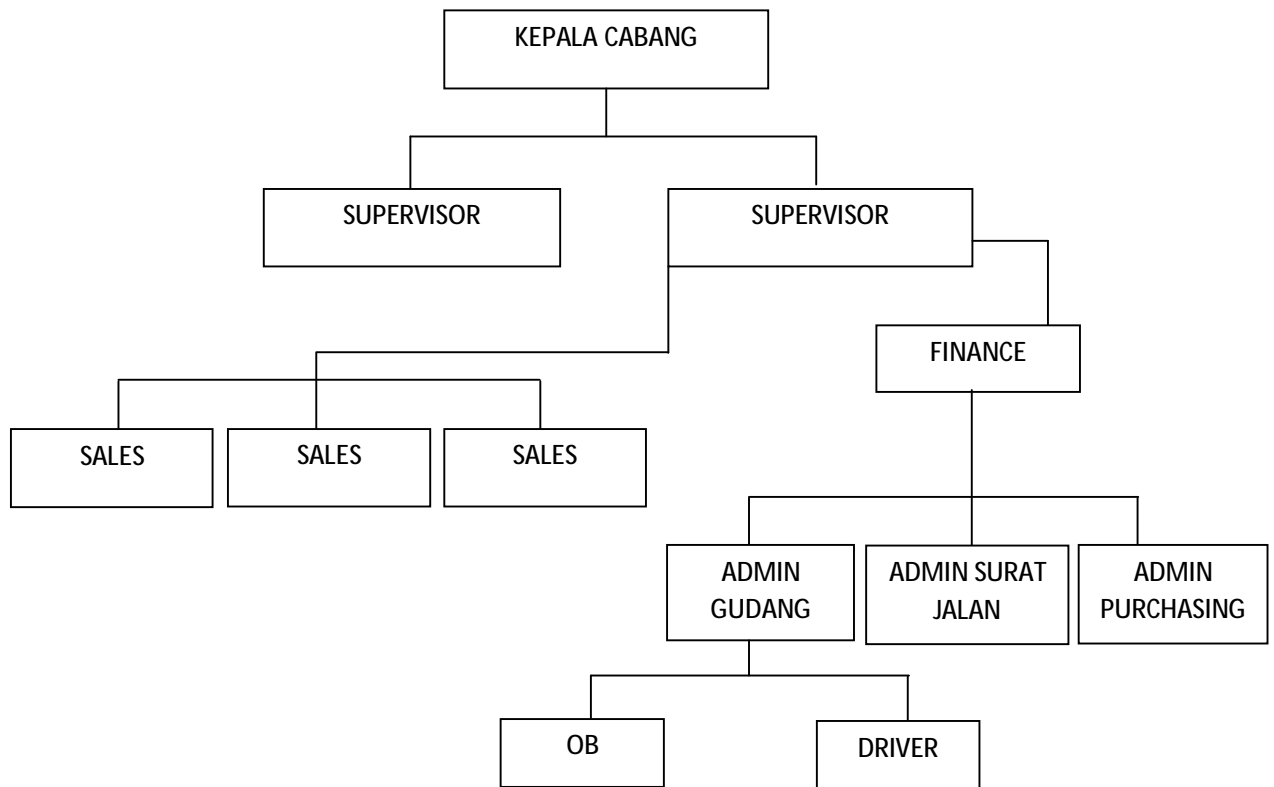 KEPALA CABANG
SUPERVISOR
SUPERVISOR
FINANCE
SALES
SALES
SALES
ADMIN
GUDANG
ADMIN SURAT
JALAN
ADMIN
PURCHASING
OB
DRIVER